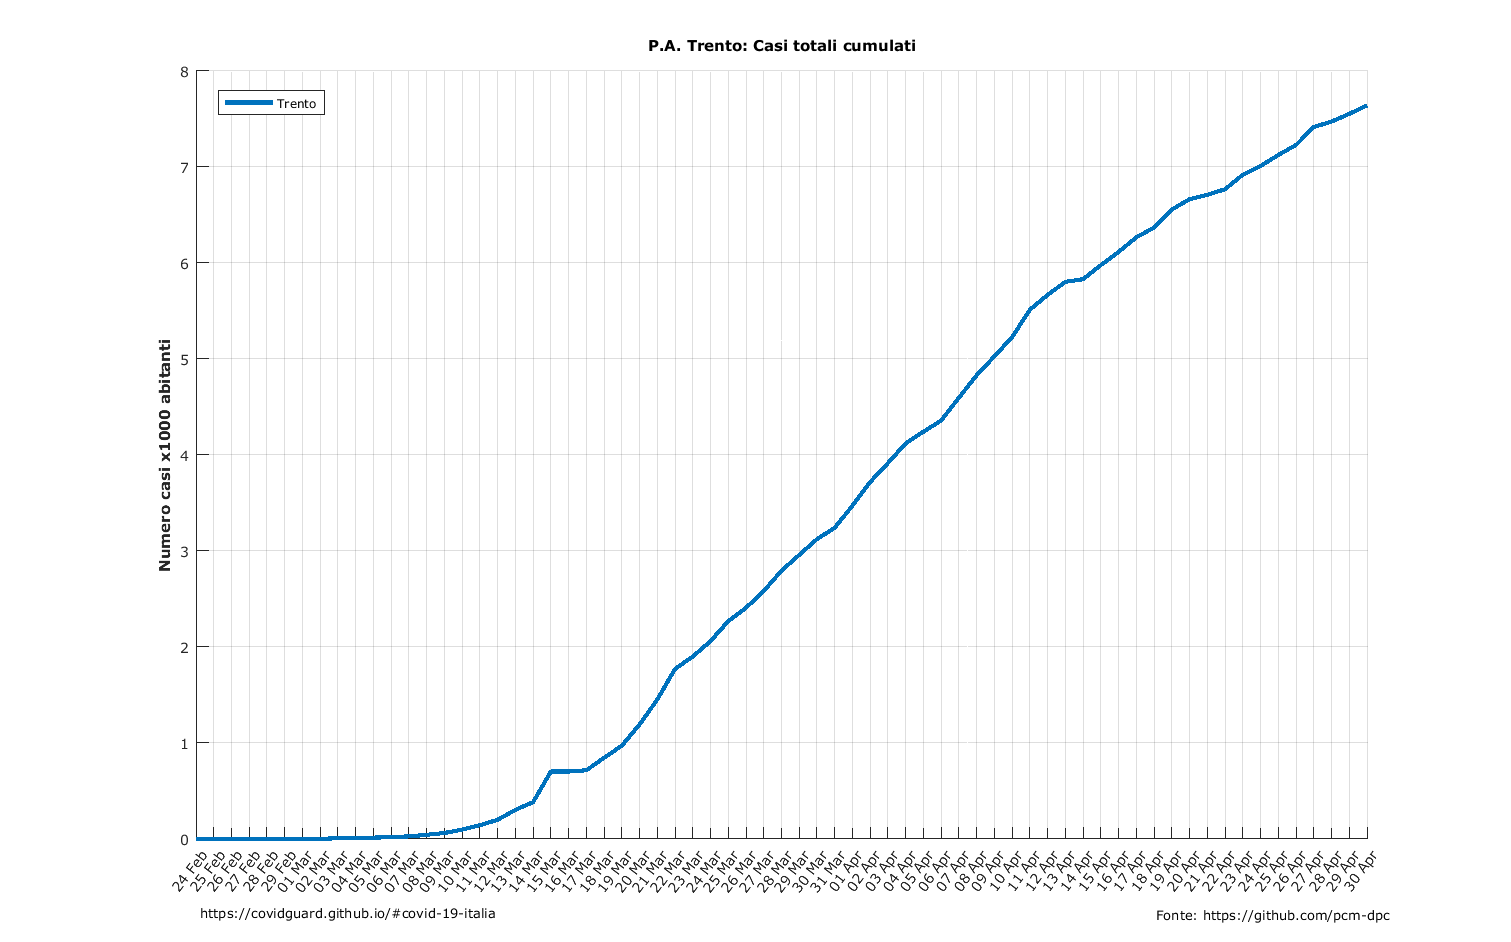 P.A. Trento: Casi totali cumulati
Trento
Numero casi x1000 abitanti
8
7
6
5
4
3
2
1
0
24 Feb
25 Feb
26 Feb
27 Feb
28 Feb
29 Feb
01 Mar
02 Mar
03 Mar
04 Mar
05 Mar
06 Mar
07 Mar
08 Mar
09 Mar
10 Mar
11 Mar
12 Mar
13 Mar
14 Mar
15 Mar
16 Mar
17 Mar
18 Mar
19 Mar
20 Mar
21 Mar
22 Mar
23 Mar
24 Mar
25 Mar
26 Mar
27 Mar
28 Mar
29 Mar
30 Mar
31 Mar
01 Apr
02 Apr
03 Apr
04 Apr
05 Apr
06 Apr
07 Apr
08 Apr
09 Apr
10 Apr
11 Apr
12 Apr
13 Apr
14 Apr
15 Apr
16 Apr
17 Apr
18 Apr
19 Apr
20 Apr
21 Apr
22 Apr
23 Apr
24 Apr
25 Apr
26 Apr
27 Apr
28 Apr
29 Apr
30 Apr
https://covidguard.github.io/#covid-19-italia
Fonte: https://github.com/pcm-dpc